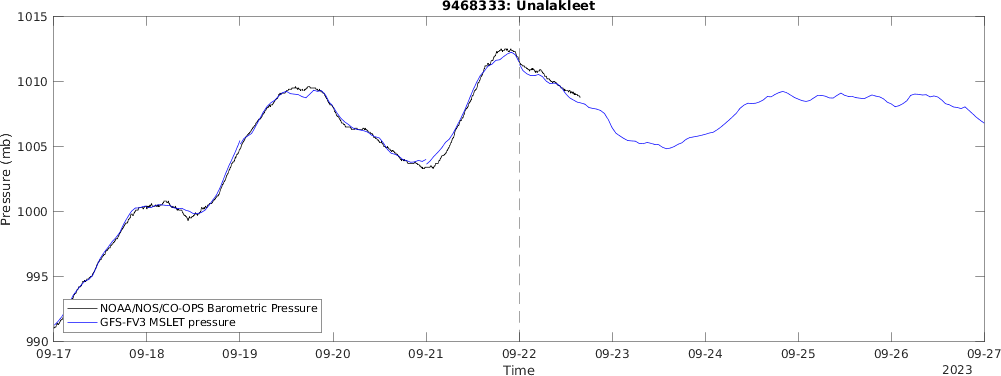 9468333: Unalakleet
1015
1010
1005
1000
995
990
Pressure (mb)
NOAA/NOS/CO-OPS Barometric Pressure
GFS-FV3 MSLET pressure
09-17 09-18 09-19 09-20 09-21 09-22 09-23 09-24 09-25 09-26 09-27
Time
2023